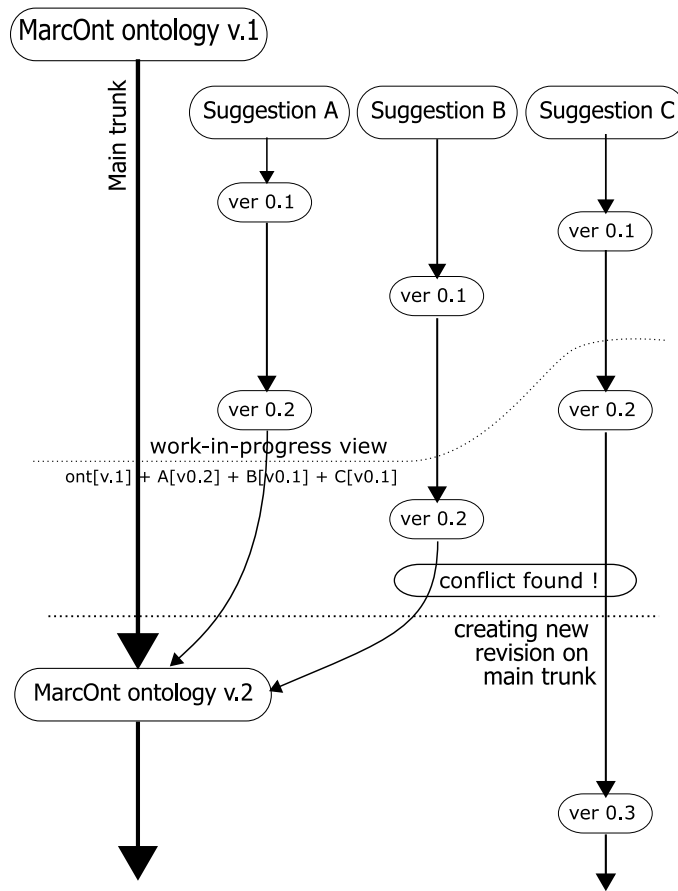 MarcOnt ontology v.1
Main trunk
Suggestion A
Suggestion B
Suggestion C
ver 0.1
ver 0.1
ver 0.1
ver 0.2
ver 0.2
work-in-progress view
ont[v.1] + A[v0.2] + B[v0.1] + C[v0.1]
ver 0.2
conflict found !
creating new
revision on
main trunk
MarcOnt ontology v.2
ver 0.3